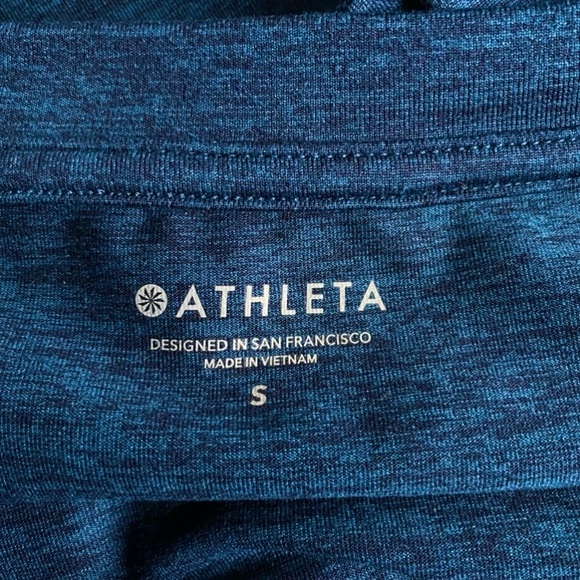 ATHLETA
DESIGNED IN SAN FRANCISCO
MADE IN VIETNAM
S